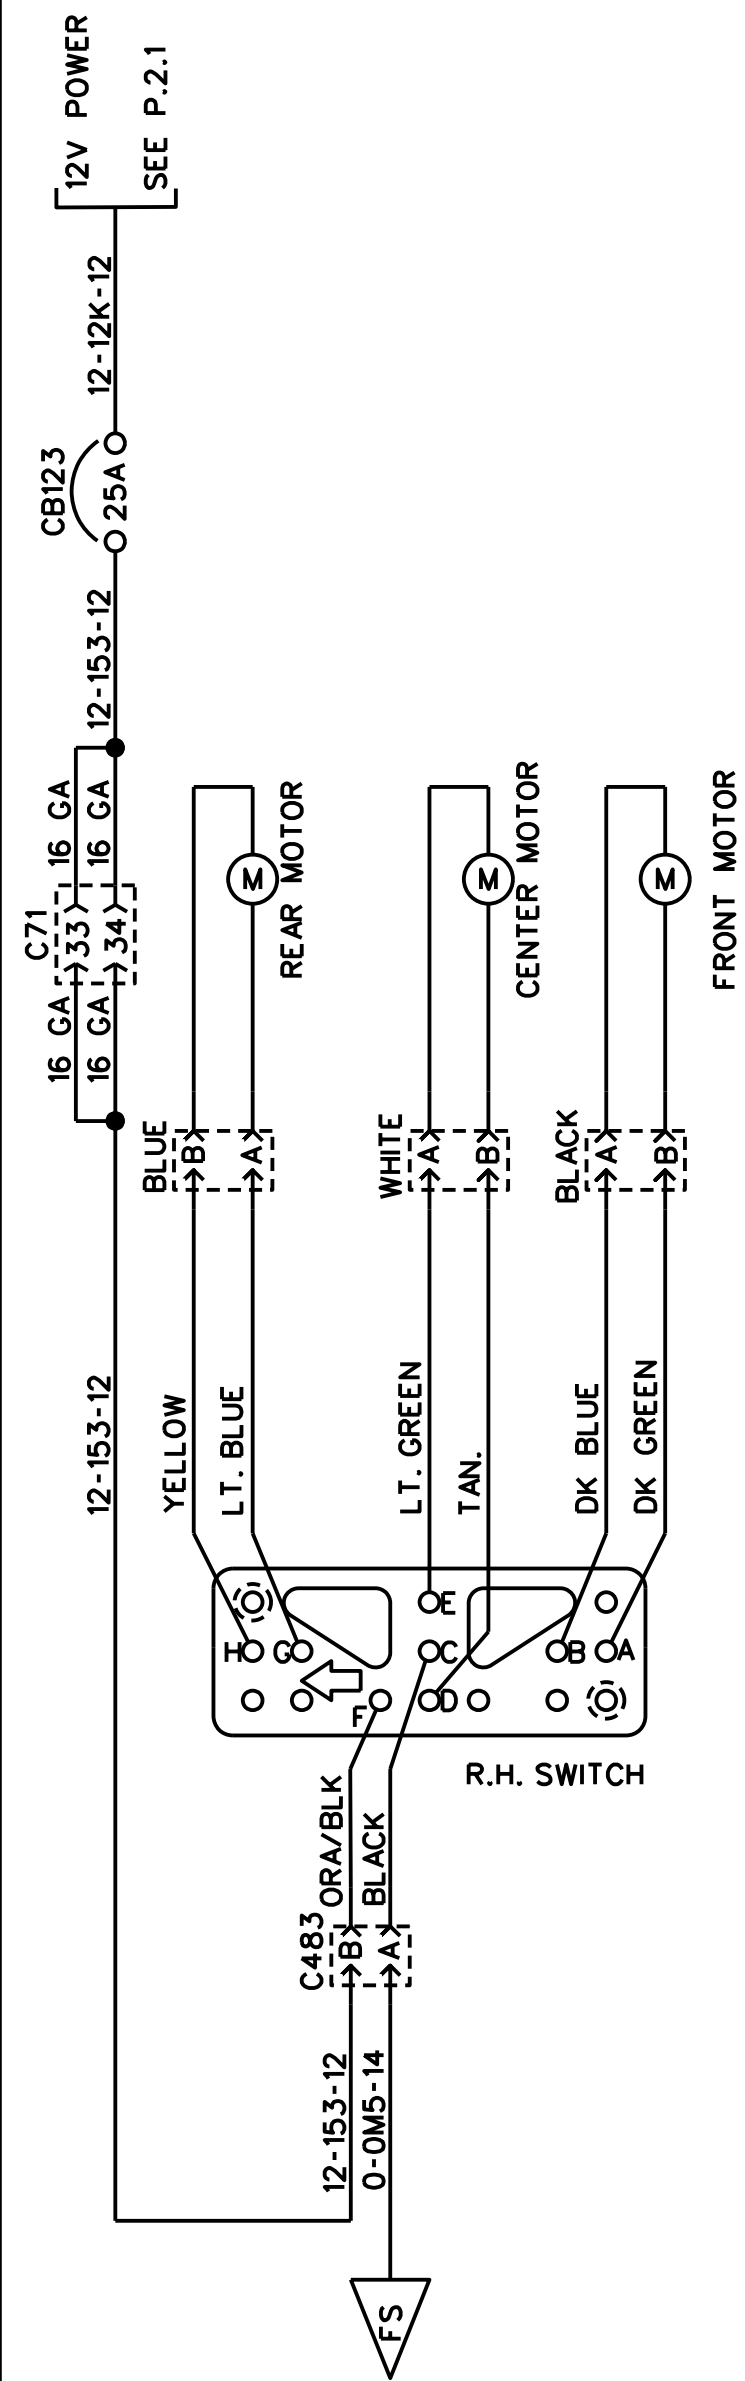 12V POWER
SEE P.2.1
12-12K-12
CB123
25A
12-153-12
16 GA
16 GA
C71
33
34
16 GA
16 GA
REAR MOTOR
M
CENTER MOTOR
M
FRONT MOTOR
M
BLUE
B
A
WHITE
A
B
BLACK
A
B
12-153-12
YELLOW
LT. BLUE
LT. GREEN
TAN.
DK BLUE
DK GREEN
H
G
E
C
B
A
F
D
R.H. SWITCH
ORA/BLK
BLACK
C483
B
A
12-153-12
0-0M5-14
FS